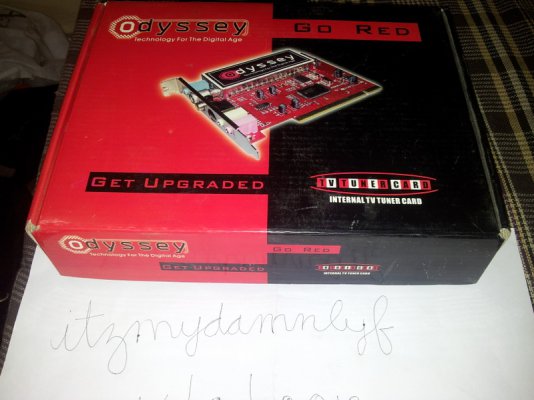 Odyssey
Technology For The Digital Age
GO RED
Odyssey
GET UPGRADED
TV TUNER CARD
INTERNAL TV TUNER CARD
Odyssey
Technology For The Digital Age
GO RED
GET UPGRADED
INTERNAL TV TUNER CARD
itzmydamnlyf